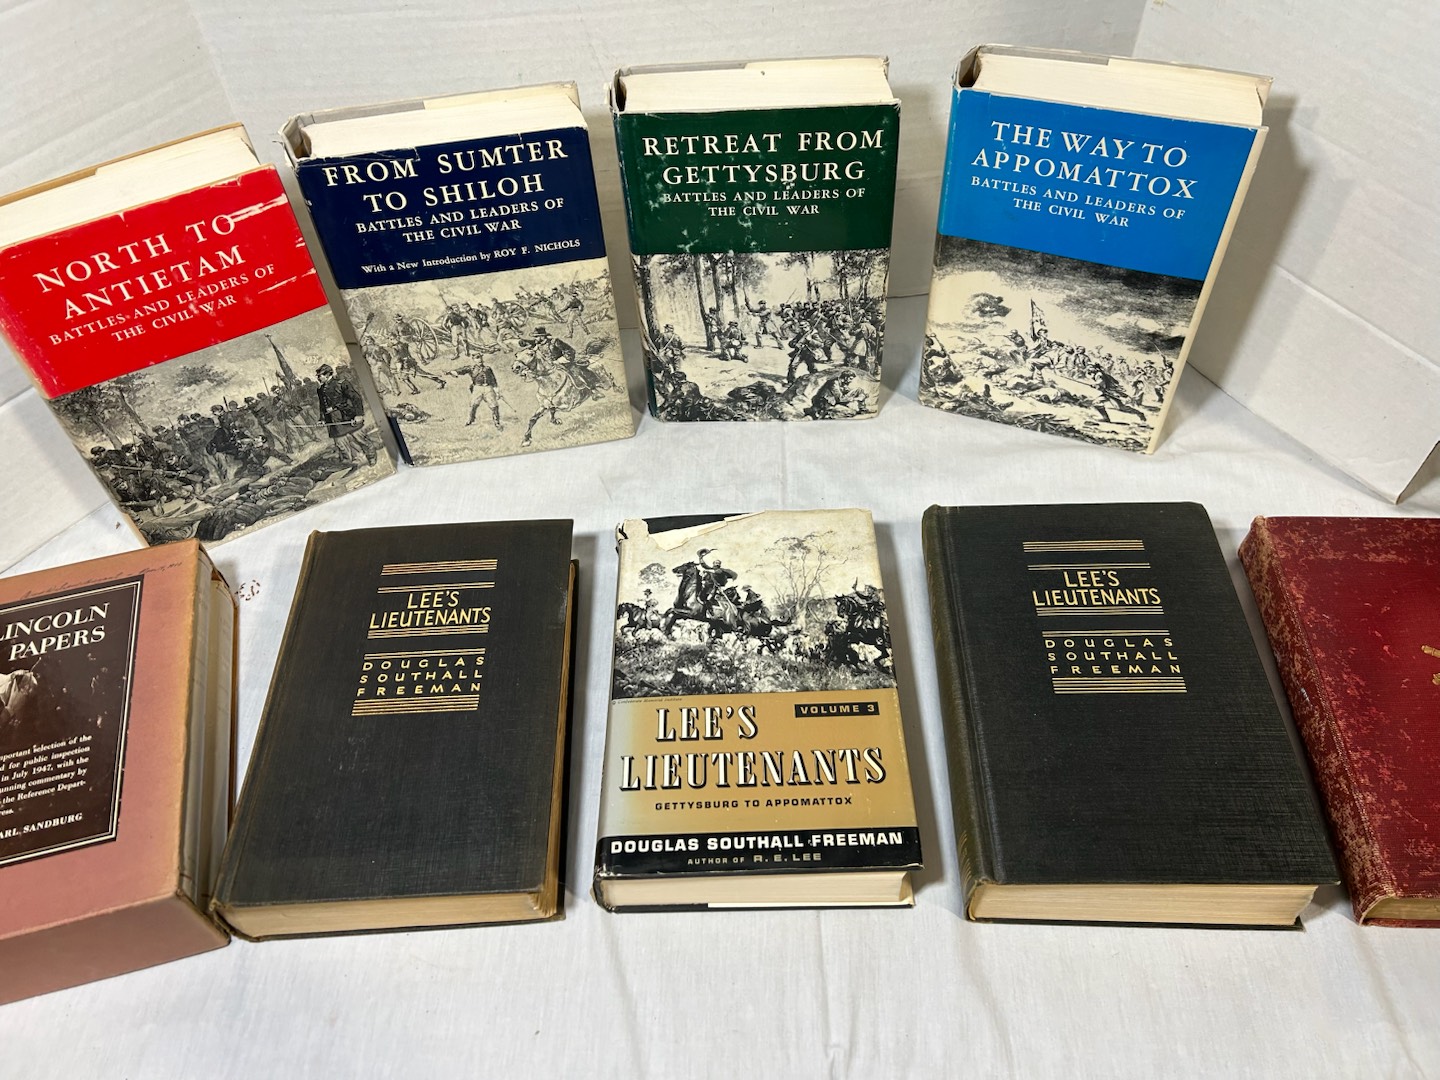 NORTH TO
ANTIETAM
BATTLES AND LEADERS OF
THE CIVIL WAR
FROM SUMTER
TO SHILOH
BATTLES AND LEADERS OF
THE CIVIL WAR
With a New Introduction by ROY F. NICHOLS
RETREAT FROM
GETTYSBURG
BATTLES AND LEADERS OF
THE CIVIL WAR
THE WAY TO
APPOMATTOX
BATTLES AND LEADERS OF
THE CIVIL WAR
LINCOLN
PAPERS
selection of the
for public inspection
in July 1947, with the
commentary by
the Reference Depart-
SANDBURG
LEE'S
LIEUTENANTS
DOUGLAS
SOUTHALL
FREEMAN
LEE'S
VOLUME 3
LIEUTENANTS
GETTYSBURG TO APPOMATTOX
DOUGLAS SOUTHALL FREEMAN
AUTHOR OF R. E. LEE
LEE'S
LIEUTENANTS
DOUGLAS
SOUTHALL
FREEMAN